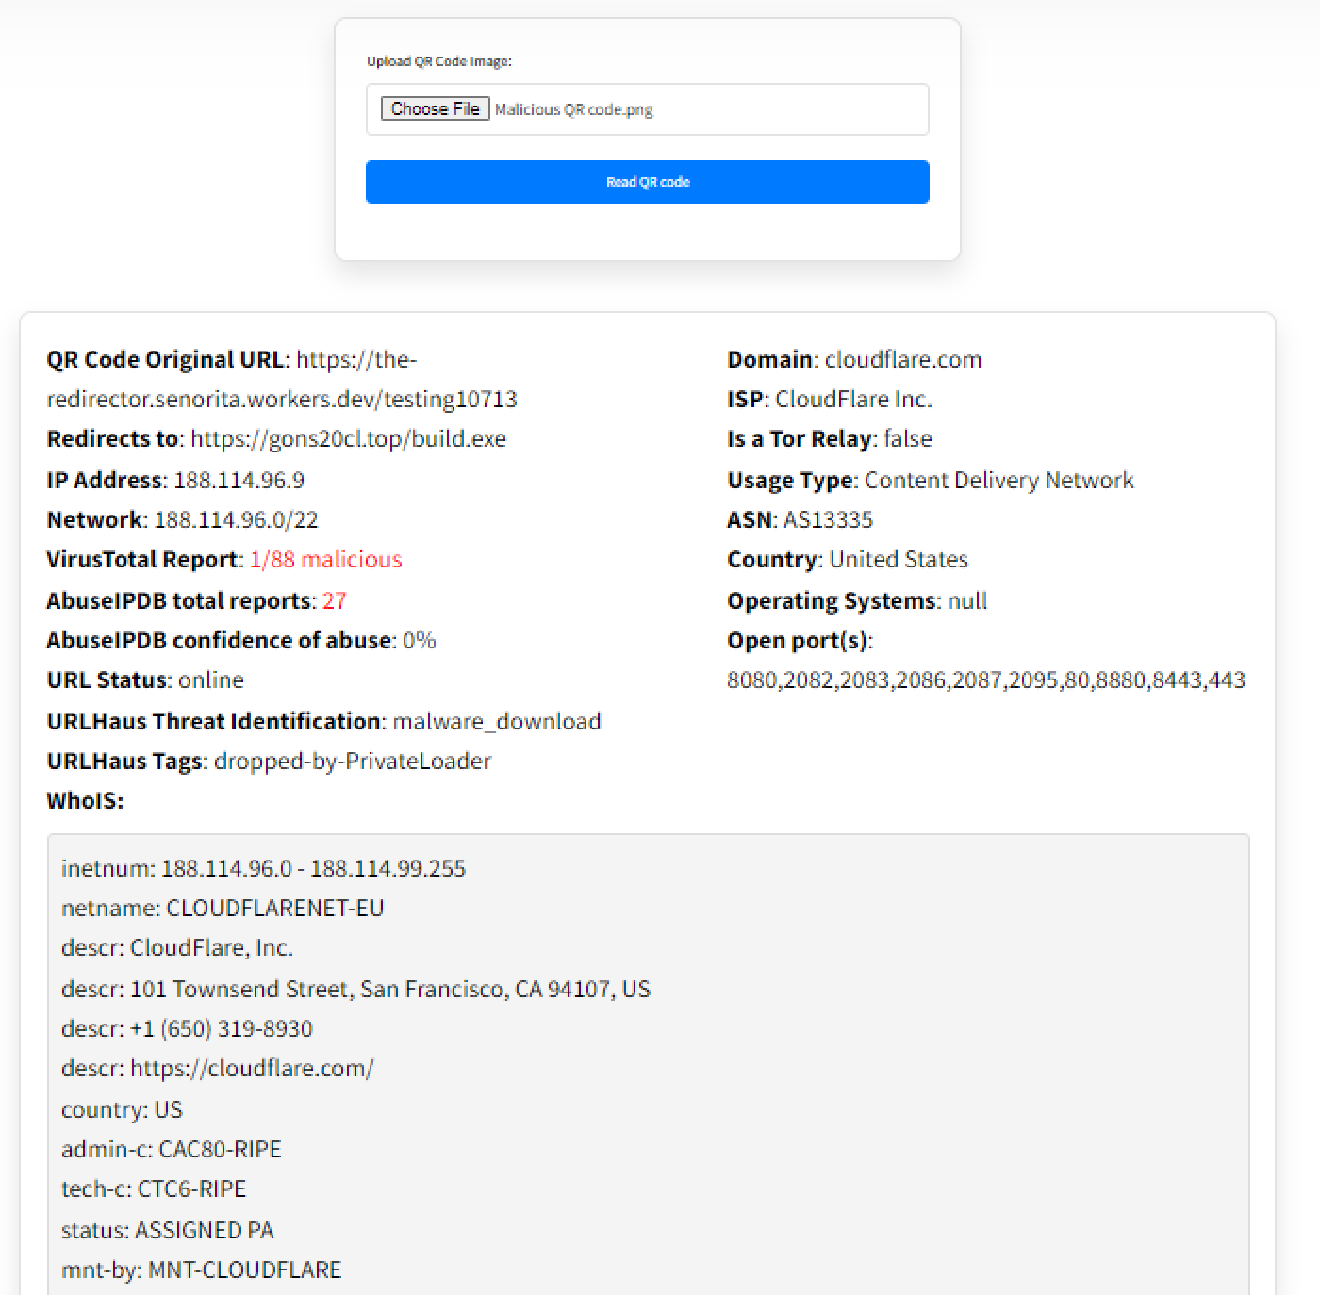 Upload QR Code Image:
Choose File Malicious QR code.png
Read QR code
QR Code Original URL: https://the-
redirector.senorita.workers.dev/testing10713
Redirects to: https://gons20cl.top/build.exe
IP Address: 188.114.96.9
Network: 188.114.96.0/22
VirusTotal Report: 1/88 malicious
AbuseIPDB total reports: 27
AbuseIPDB confidence of abuse: 0%
URL Status: online
URLHaus Threat Identification: malware_download
URLHaus Tags: dropped-by-PrivateLoader
WhoIS:
Domain: cloudflare.com
ISP: CloudFlare Inc.
Is a Tor Relay: false
Usage Type: Content Delivery Network
ASN: AS13335
Country: United States
Operating Systems: null
Open port(s):
8080,2082,2083,2086,2087,2095,80,8880,8443,443
inetnum: 188.114.96.0 - 188.114.99.255
netname: CLOUDFLARENET-EU
descr: CloudFlare, Inc.
descr: 101 Townsend Street, San Francisco, CA 94107, US
descr: +1 (650) 319-8930
descr: https://cloudflare.com/
country: US
admin-c: CAC80-RIPE
tech-c: CTC6-RIPE
status: ASSIGNED PA
mnt-by: MNT-CLOUDFLARE